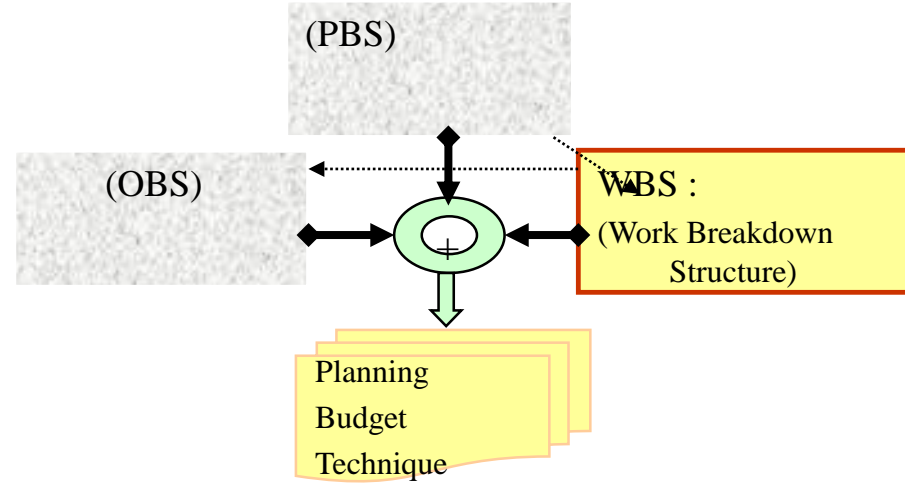 (PBS)
(OBS)
WBS :
(Work Breakdown
Structure)
Planning
Budget
Technique